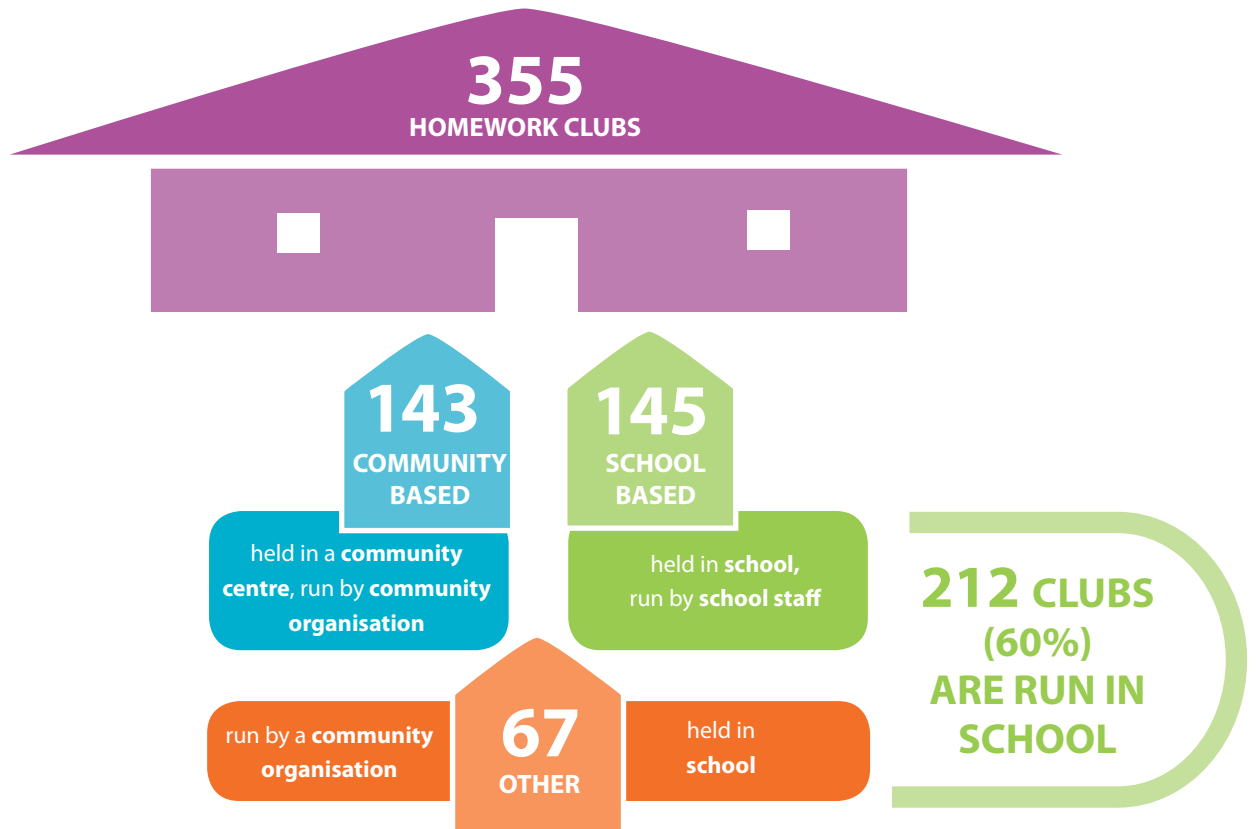 355
HOMEWORK CLUBS
143
COMMUNITY
BASED
held in a community
centre, run by community
organisation
145
SCHOOL
BASED
held in school,
run by school staff
212 CLUBS
(60%)
ARE RUN IN
SCHOOL
run by a community
organisation
67
OTHER
held in
school